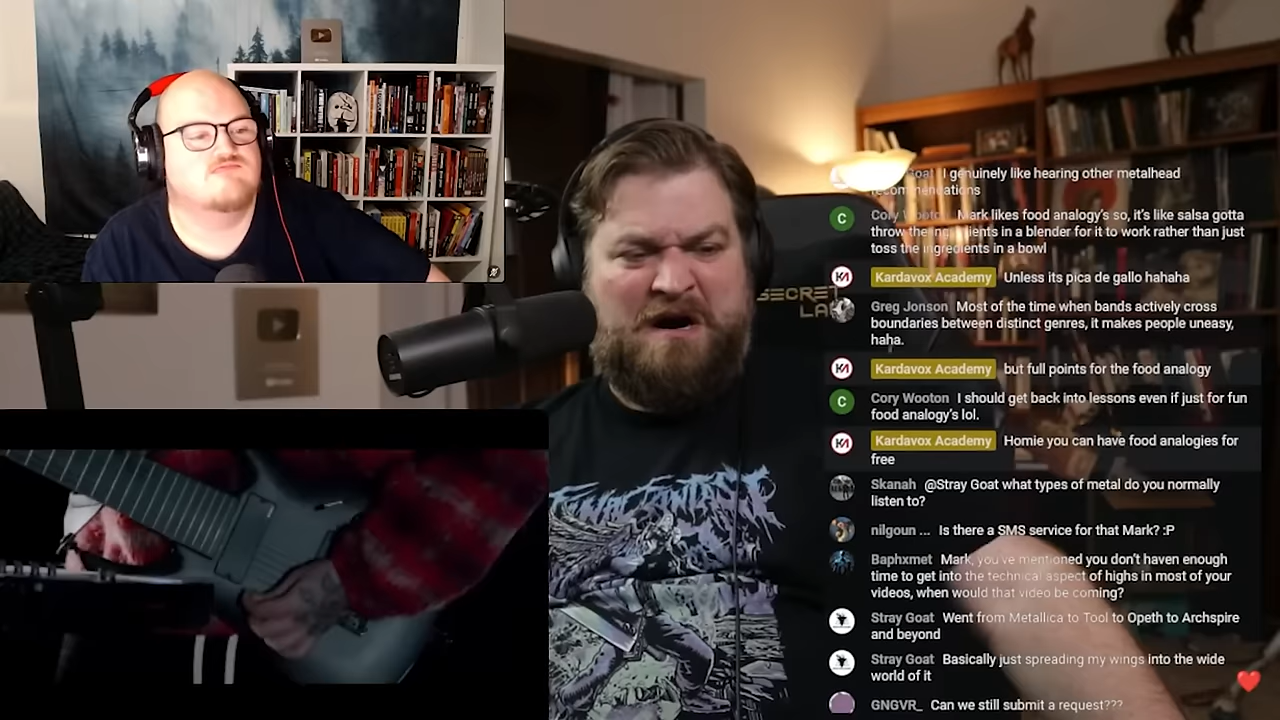 Goat I genuinely like hearing other metalhead
recommendations
Cory Wooton Mark likes food analogy's so, it's like salsa gotta
throw the ingredients in a blender for it to work rather than just
toss the ingredients in a bowl
Kardavox Academy Unless its pica de gallo hahaha
Greg Jonson Most of the time when bands actively cross
boundaries between distinct genres, it makes people uneasy,
haha.
Kardavox Academy but full points for the food analogy
C Cory Wooton I should get back into lessons even if just for fun
food analogy's lol.
Kardavox Academy Homie you can have food analogies for
free
Skanah @Stray Goat what types of metal do you normally
listen to?
nilgoun ... Is there a SMS service for that Mark? :P
Baphxmet Mark, you've mentioned you don't haven enough
time to get into the technical aspect of highs in most of your
videos, when would that video be coming?
Stray Goat Went from Metallica to Tool to Opeth to Archspire
and beyond
Stray Goat Basically just spreading my wings into the wide
world of it
GNGVR_ Can we still submit a request???
SECRET
LA